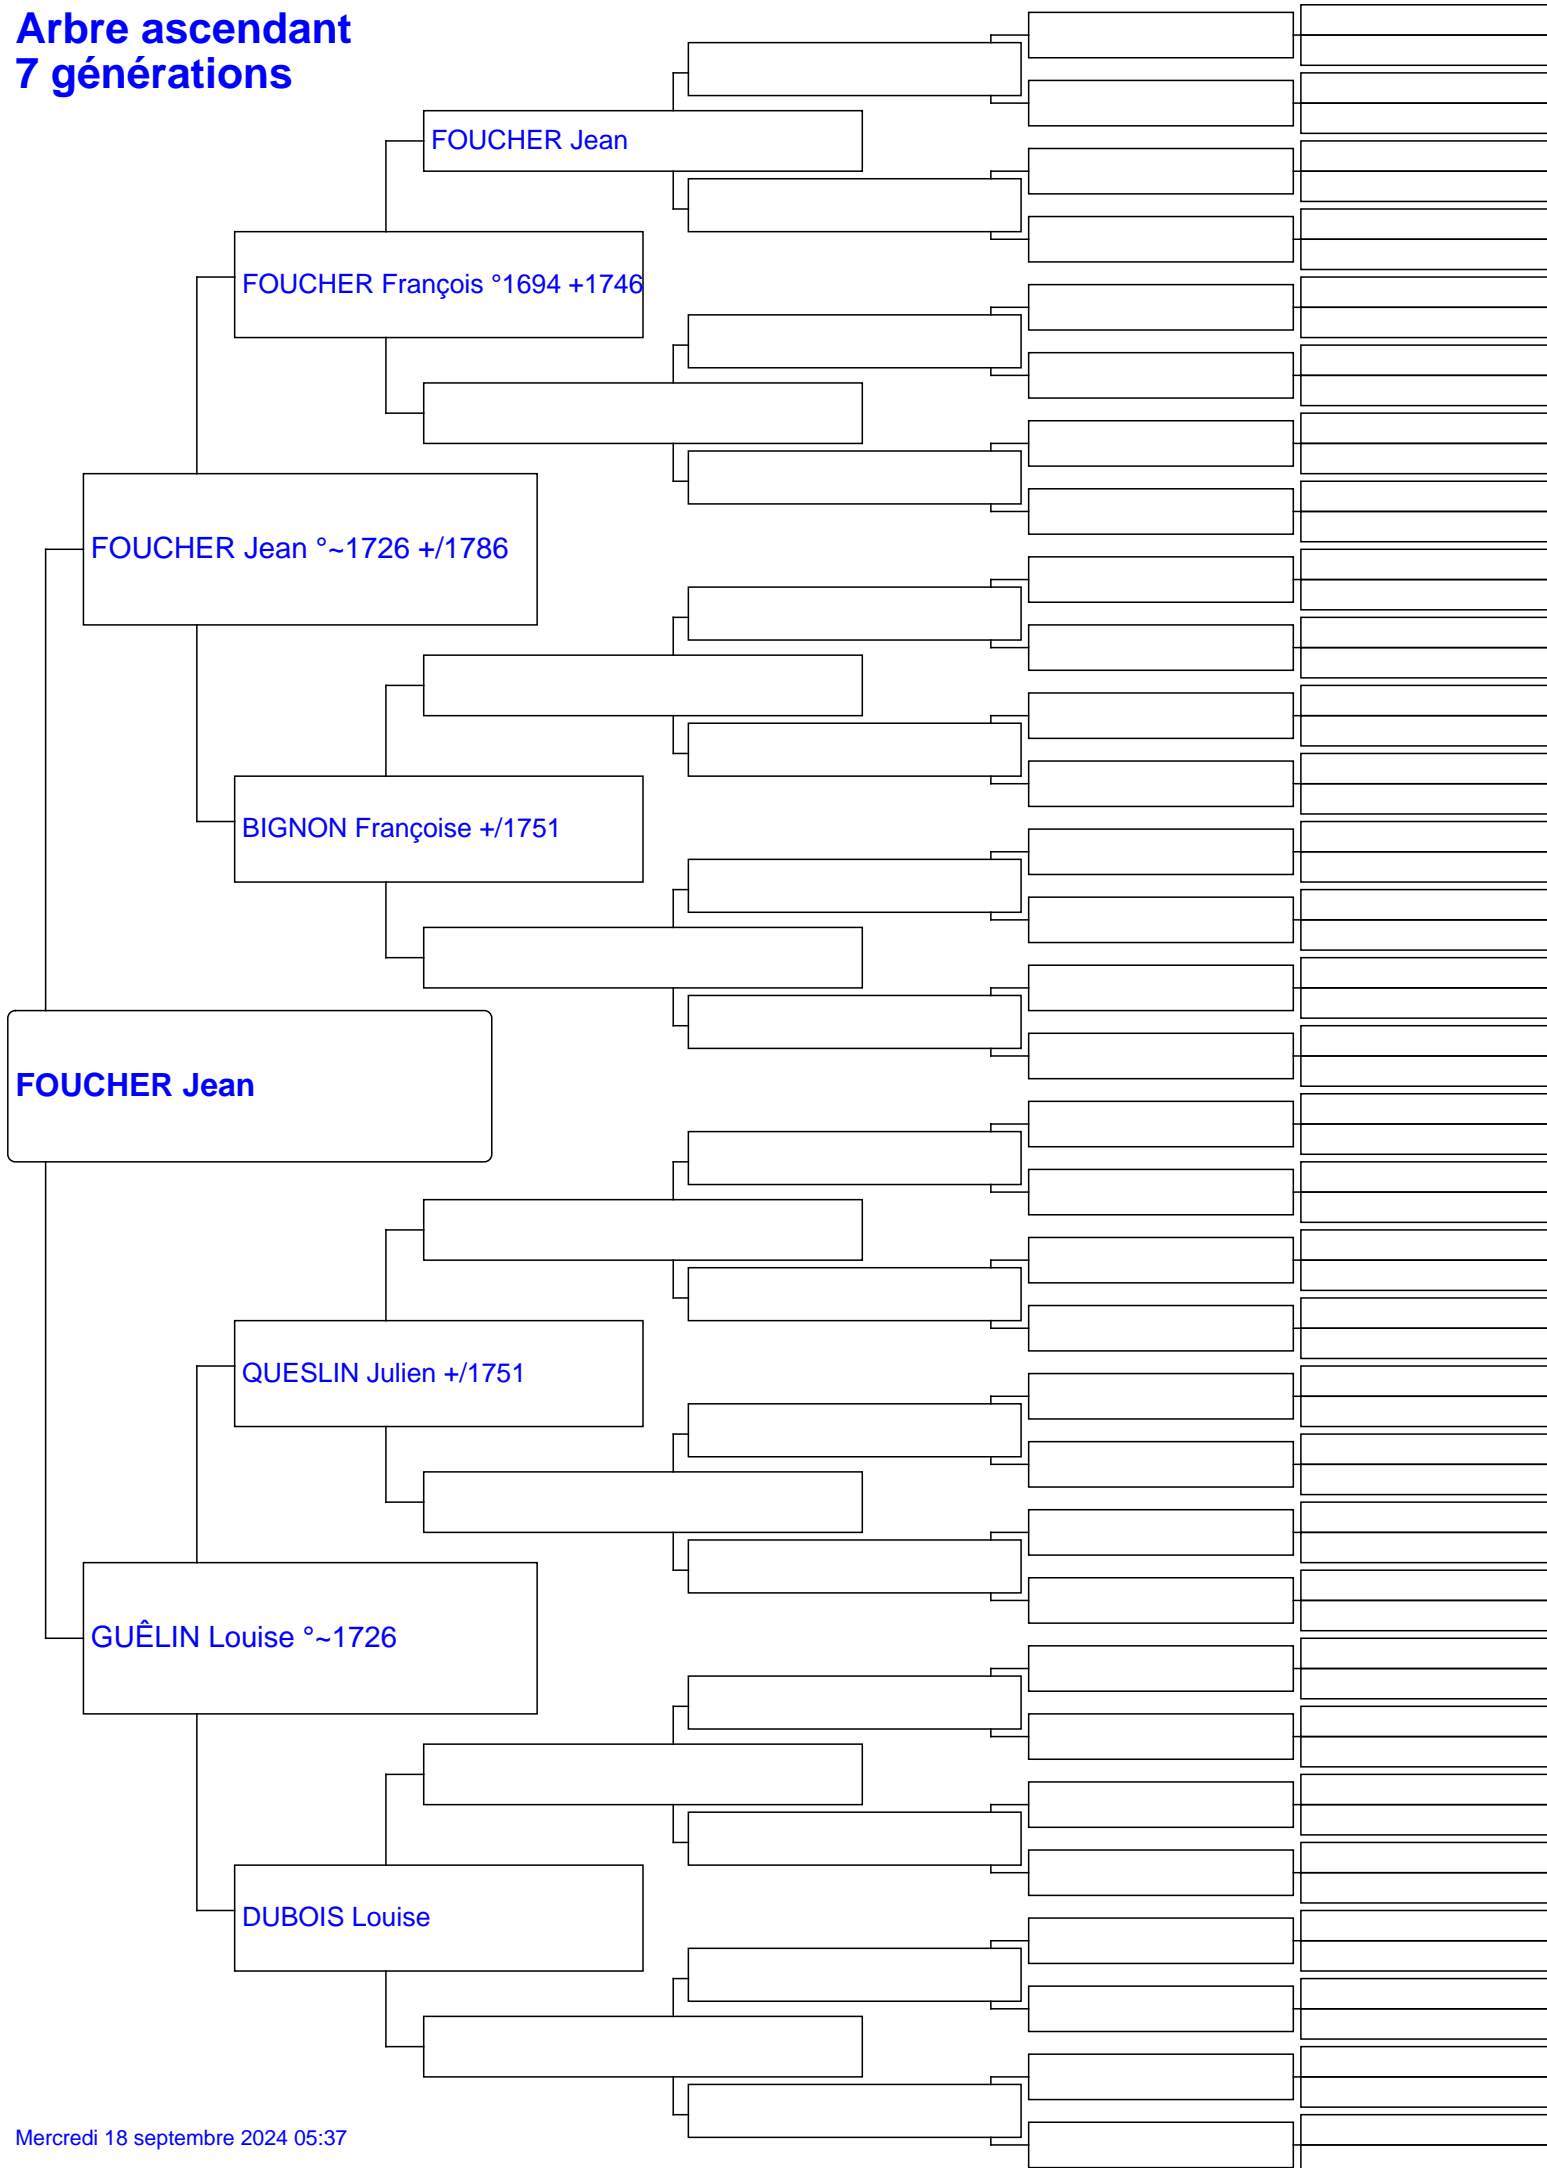 Arbre ascendant
7 générations
FOUCHER Jean
FOUCHER François °1694 +1746
FOUCHER Jean °~1726 +/1786
BIGNON Françoise +/1751
FOUCHER Jean
QUESLIN Julien +/1751
GUÊLIN Louise °~1726
DUBOIS Louise
Mercredi 18 septembre 2024 05:37